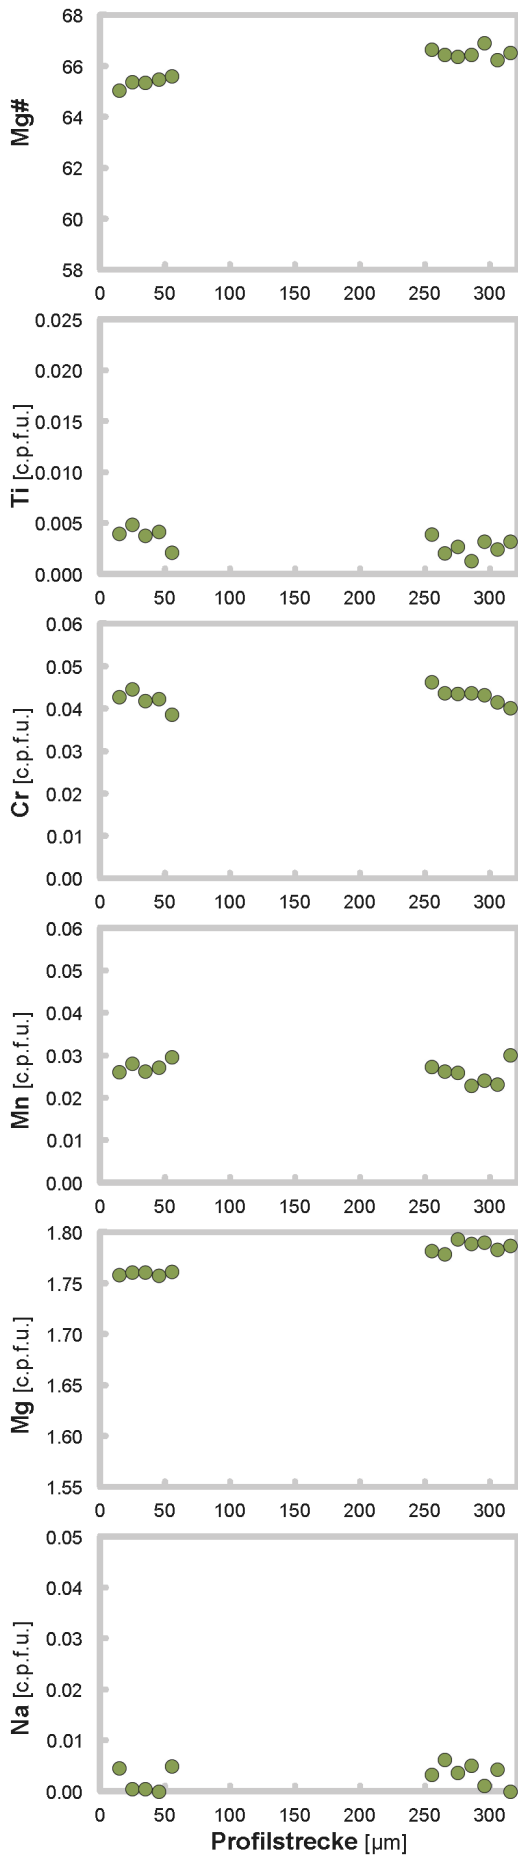 68
66
64
62
60
58
Mg#
0 50 100 150 200 250 300
0.025
0.020
0.015
0.010
0.005
0.000
Ti [c.p.f.u.]
0 50 100 150 200 250 300
0.06
0.05
0.04
0.03
0.02
0.01
0.00
Cr [c.p.f.u.]
0 50 100 150 200 250 300
0.06
0.05
0.04
0.03
0.02
0.01
0.00
Mn [c.p.f.u.]
0 50 100 150 200 250 300
1.80
1.75
1.70
1.65
1.60
1.55
Mg [c.p.f.u.]
0 50 100 150 200 250 300
0.05
0.04
0.03
0.02
0.01
0.00
Na [c.p.f.u.]
0 50 100 150 200 250 300
Profilstrecke [µm]